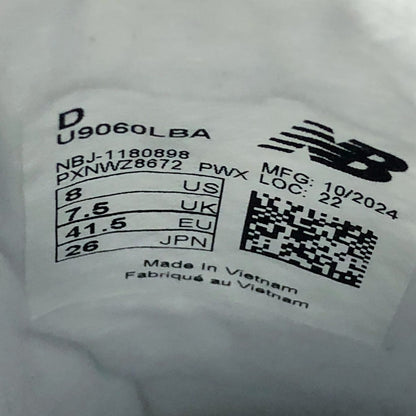 D
U9060LBA
NBJ-1180898
PXNWZ8672 PWX
8 US
7.5 UK
41.5 EU
26 JPN
NB
MFG: 10/2024
LOC: 22
Made In Vietnam
Fabriqué au Vietnam